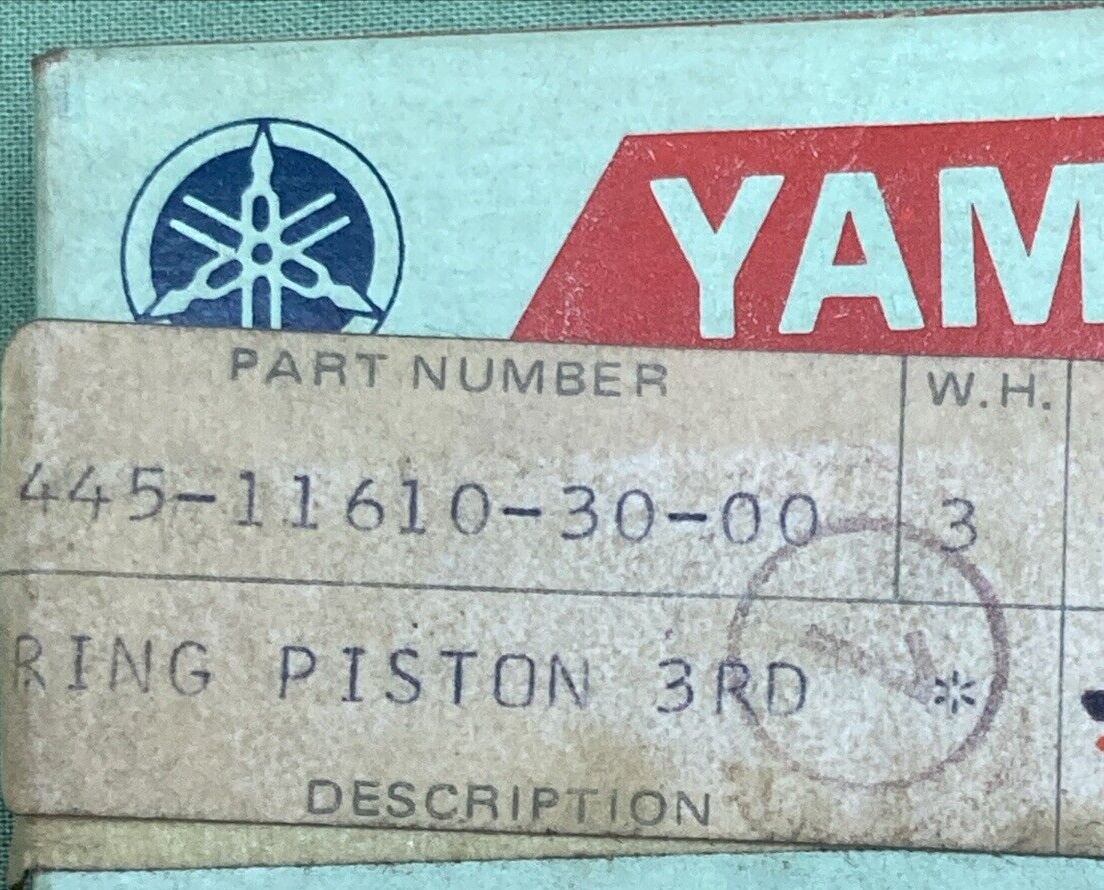 YAM
PART NUMBER W.H.
445-11610-30-00 3
RING PISTON 3RD *
DESCRIPTION